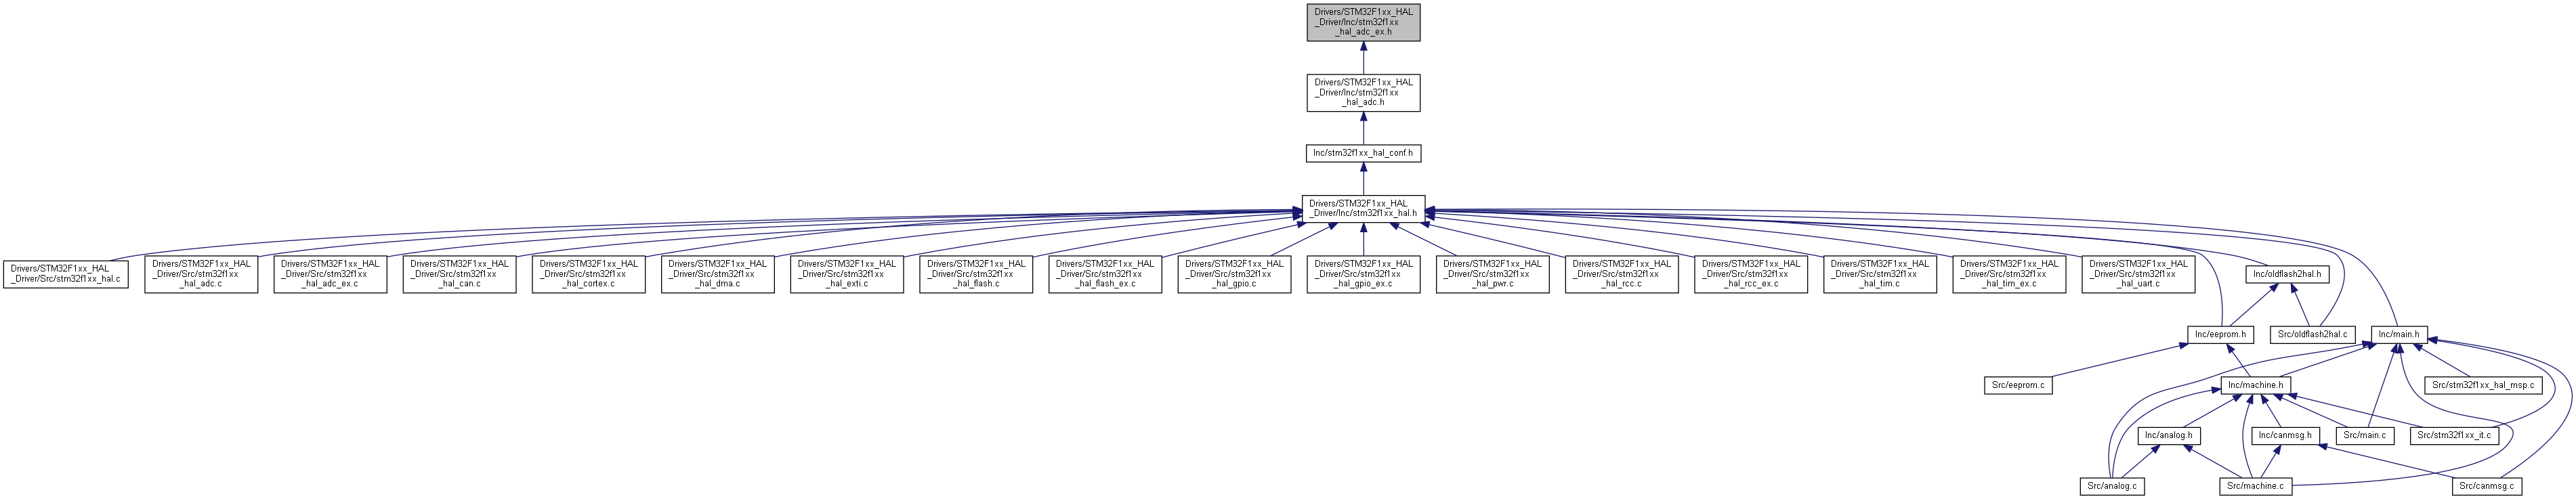 Drivers/STM32F1xx_HAL
_Driver/Inc/stm32f1xx
_hal_adc_ex.h
Drivers/STM32F1xx_HAL
_Driver/Inc/stm32f1xx
_hal_adc.h
Inc/stm32f1xx_hal_conf.h
Drivers/STM32F1xx_HAL
_Driver/Inc/stm32f1xx_hal.h
Drivers/STM32F1xx_HAL
_Driver/Src/stm32f1xx_hal.c
Drivers/STM32F1xx_HAL
_Driver/Src/stm32f1xx
_hal_adc.c
Drivers/STM32F1xx_HAL
_Driver/Src/stm32f1xx
_hal_adc_ex.c
Drivers/STM32F1xx_HAL
_Driver/Src/stm32f1xx
_hal_can.c
Drivers/STM32F1xx_HAL
_Driver/Src/stm32f1xx
_hal_cortex.c
Drivers/STM32F1xx_HAL
_Driver/Src/stm32f1xx
_hal_dma.c
Drivers/STM32F1xx_HAL
_Driver/Src/stm32f1xx
_hal_exti.c
Drivers/STM32F1xx_HAL
_Driver/Src/stm32f1xx
_hal_flash.c
Drivers/STM32F1xx_HAL
_Driver/Src/stm32f1xx
_hal_flash_ex.c
Drivers/STM32F1xx_HAL
_Driver/Src/stm32f1xx
_hal_gpio.c
Drivers/STM32F1xx_HAL
_Driver/Src/stm32f1xx
_hal_gpio_ex.c
Drivers/STM32F1xx_HAL
_Driver/Src/stm32f1xx
_hal_pwr.c
Drivers/STM32F1xx_HAL
_Driver/Src/stm32f1xx
_hal_rcc.c
Drivers/STM32F1xx_HAL
_Driver/Src/stm32f1xx
_hal_rcc_ex.c
Drivers/STM32F1xx_HAL
_Driver/Src/stm32f1xx
_hal_tim.c
Drivers/STM32F1xx_HAL
_Driver/Src/stm32f1xx
_hal_tim_ex.c
Drivers/STM32F1xx_HAL
_Driver/Src/stm32f1xx
_hal_uart.c
Inc/oldflash2hal.h
Inc/eeprom.h
Src/oldflash2hal.c
Inc/main.h
Src/eeprom.c
Inc/machine.h
Src/stm32f1xx_hal_msp.c
Inc/analog.h
Inc/canmsg.h
Src/main.c
Src/stm32f1xx_it.c
Src/analog.c
Src/machine.c
Src/canmsg.c